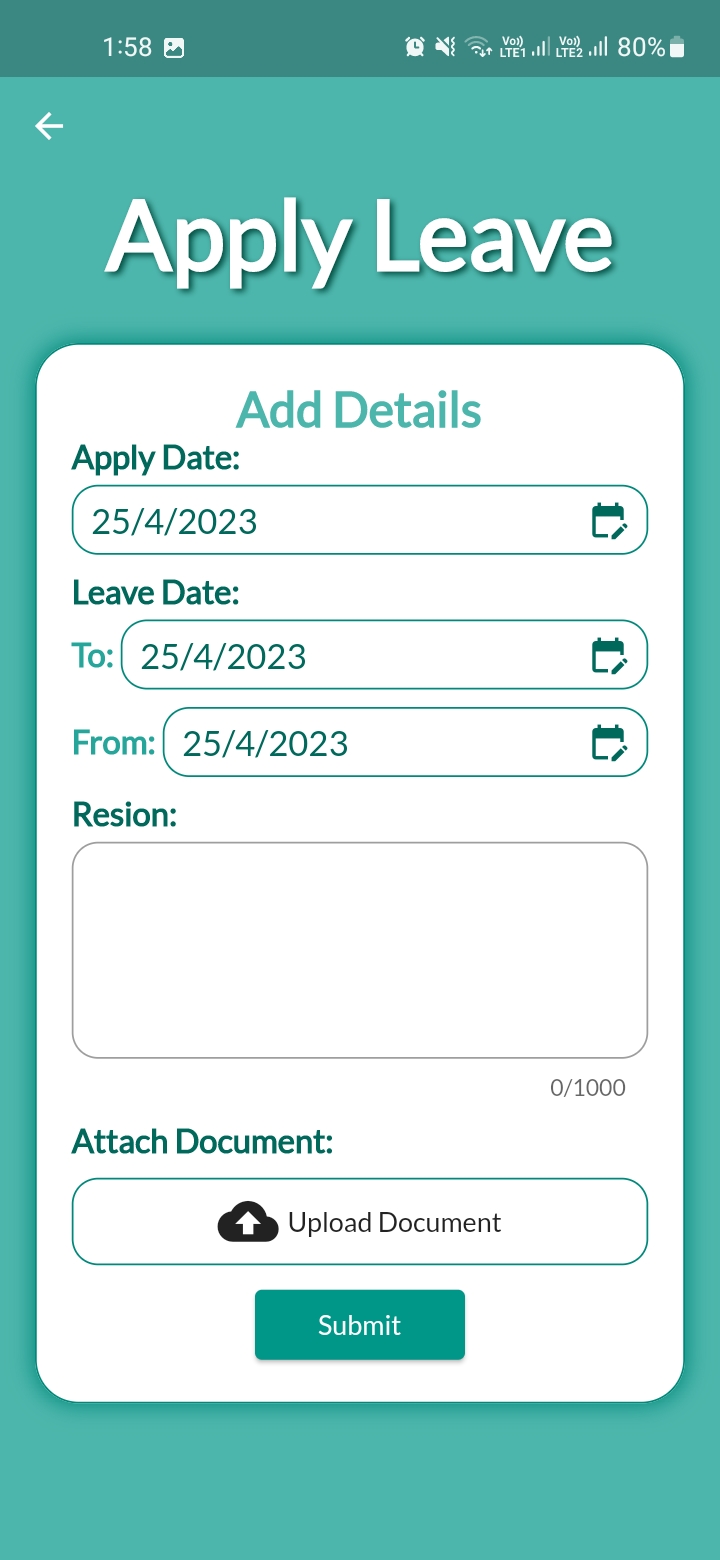 1:58 Vo)) LTE1 Vo)) LTE2 80%
Apply Leave
Add Details
Apply Date:
25/4/2023
Leave Date:
To: 25/4/2023
From: 25/4/2023
Resion:
0/1000
Attach Document:
Upload Document
Submit